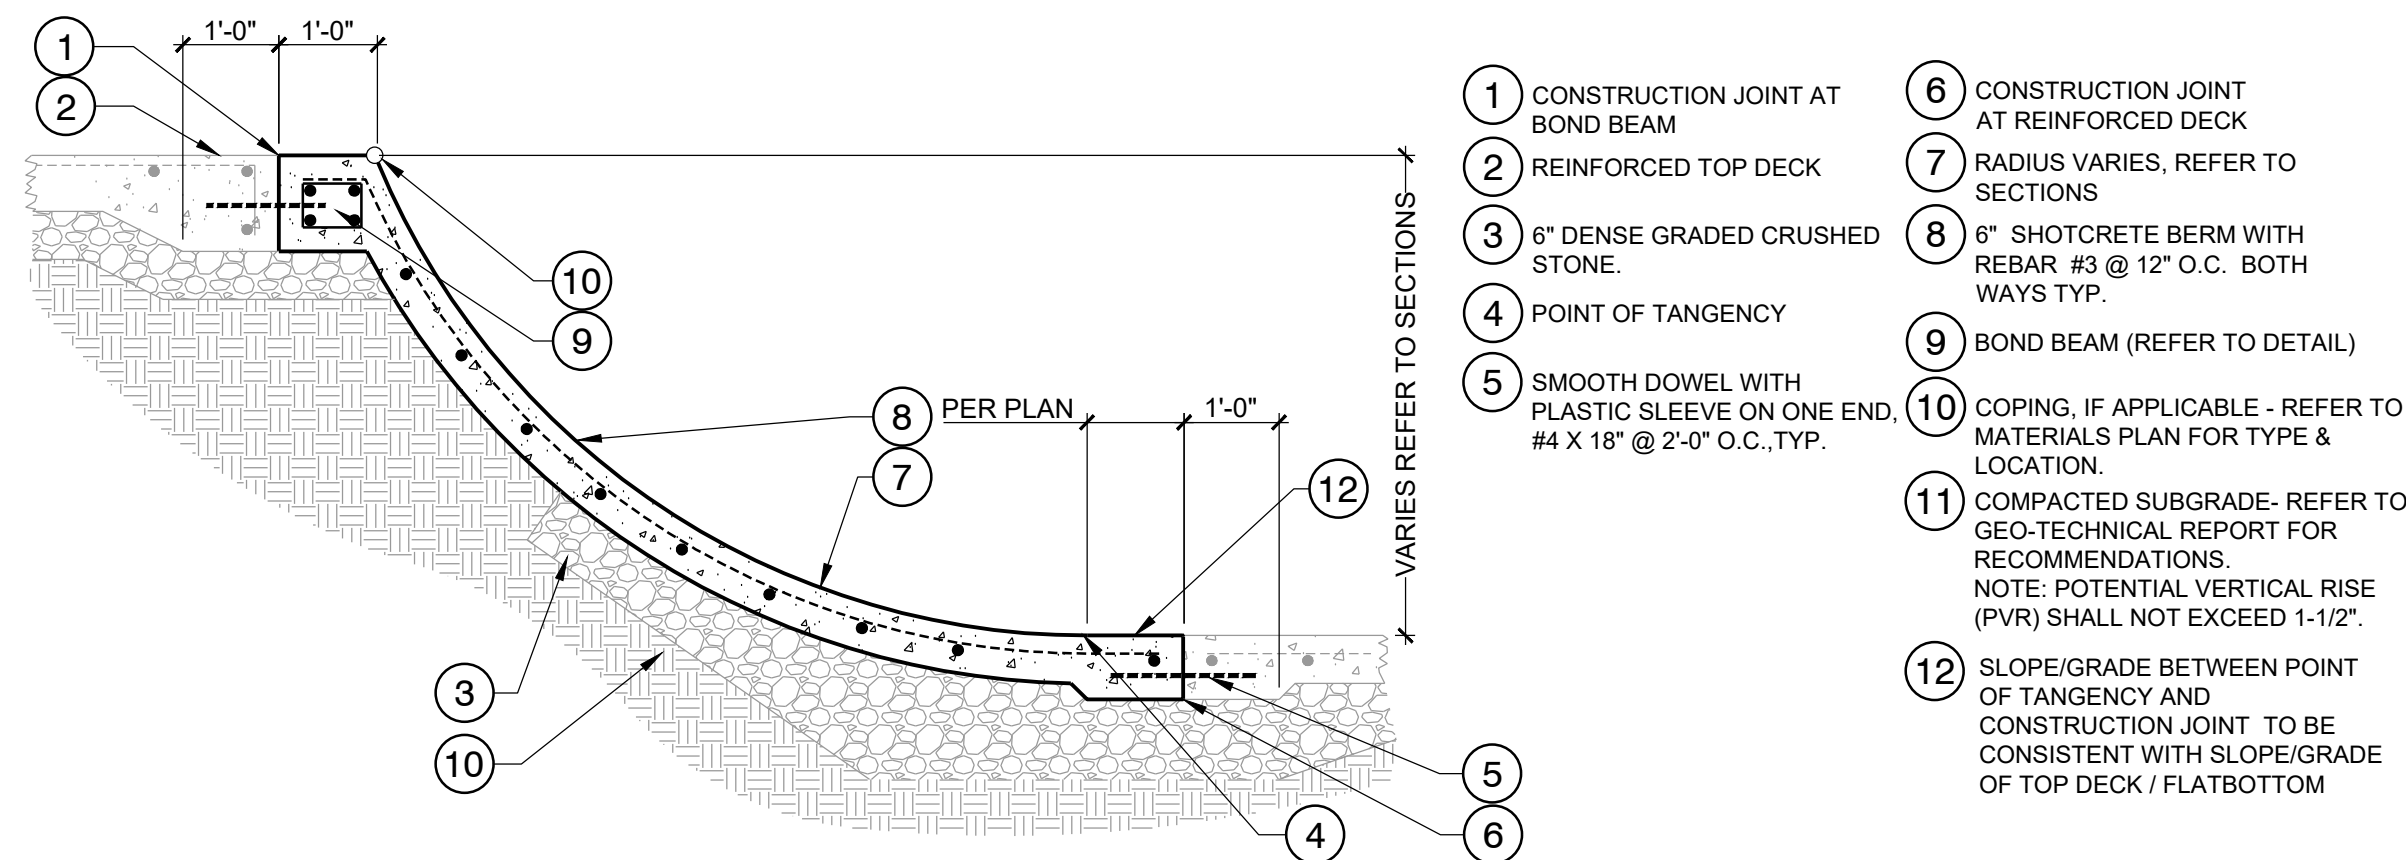 1'-0" 1'-0"
1
2
10
9
8
7
PER PLAN
1'-0"
12
VARIES REFER TO SECTIONS
3
10
5
4
6
1 CONSTRUCTION JOINT AT
BOND BEAM
2 REINFORCED TOP DECK
3 6" DENSE GRADED CRUSHED
STONE.
4 POINT OF TANGENCY
5 SMOOTH DOWEL WITH
PLASTIC SLEEVE ON ONE END,
#4 X 18" @ 2'-0" O.C.,TYP.
6 CONSTRUCTION JOINT
AT REINFORCED DECK
7 RADIUS VARIES, REFER TO
SECTIONS
8 6" SHOTCRETE BERM WITH
REBAR #3 @ 12" O.C. BOTH
WAYS TYP.
9 BOND BEAM (REFER TO DETAIL)
10 COPING, IF APPLICABLE - REFER TO
MATERIALS PLAN FOR TYPE &
LOCATION.
11 COMPACTED SUBGRADE- REFER TO
GEO-TECHNICAL REPORT FOR
RECOMMENDATIONS.
NOTE: POTENTIAL VERTICAL RISE
(PVR) SHALL NOT EXCEED 1-1/2".
12 SLOPE/GRADE BETWEEN POINT
OF TANGENCY AND
CONSTRUCTION JOINT TO BE
CONSISTENT WITH SLOPE/GRADE
OF TOP DECK / FLATBOTTOM